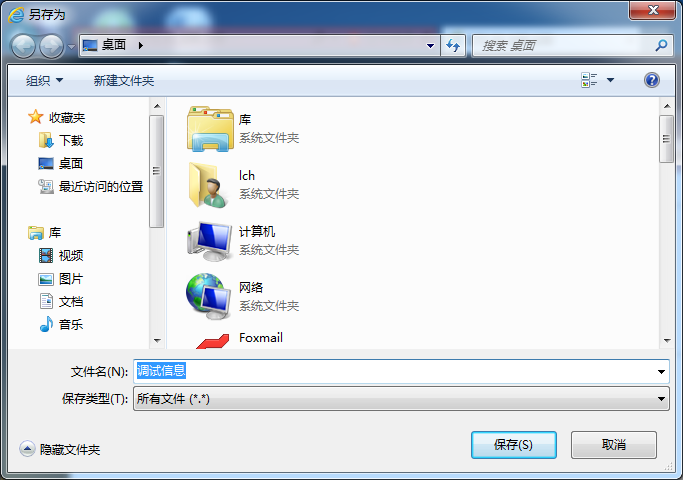 另存为
桌面
搜索 桌面
组织
新建文件夹
收藏夹
下载
桌面
最近访问的位置
库
视频
图片
文档
音乐
库
系统文件夹
lch
系统文件夹
计算机
系统文件夹
网络
系统文件夹
Foxmail
文件名(N):
调试信息
保存类型(T):
所有文件 (*.*)
隐藏文件夹
保存(S)
取消